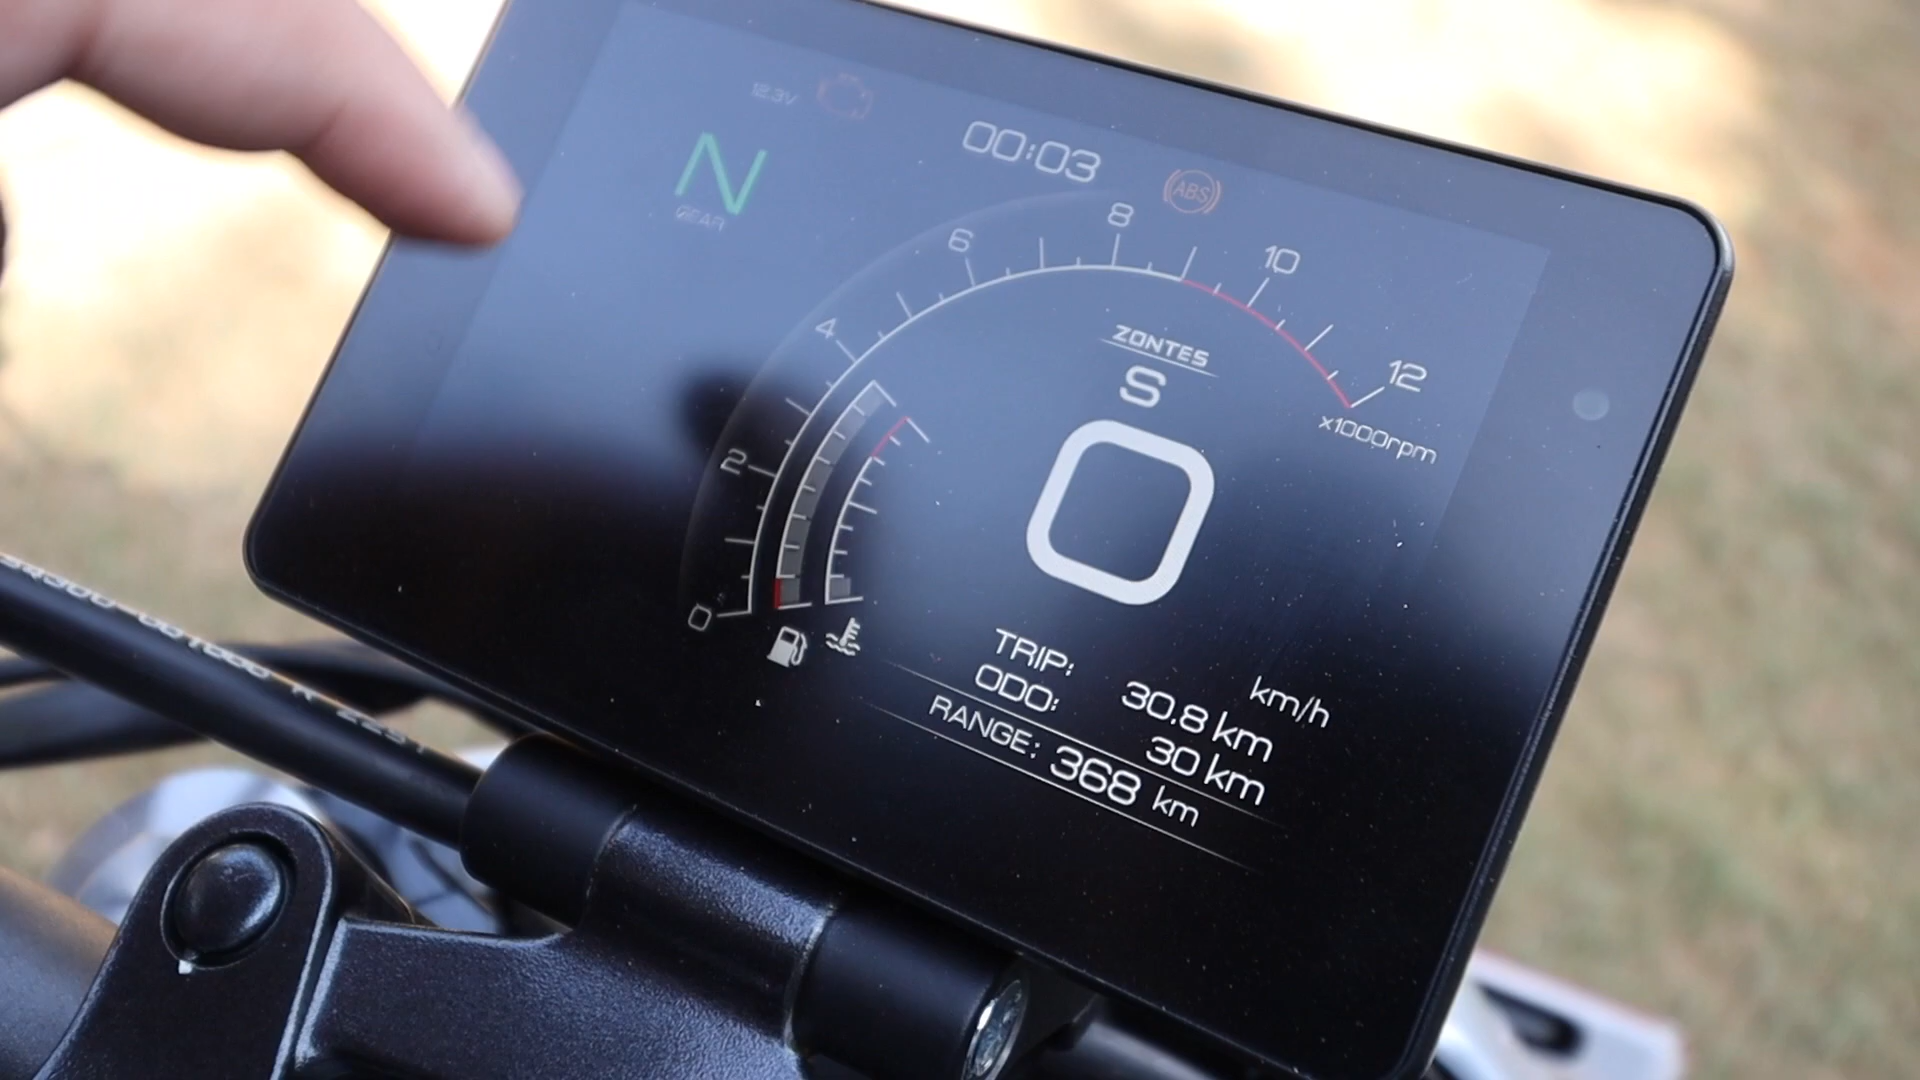 12.3V
00:03
ABS
N
GEAR
0
2
4
6
8
10
12
x1000rpm
ZONTES
S
0
km/h
TRIP: 30.8 km
ODO: 30 km
RANGE: 368 km